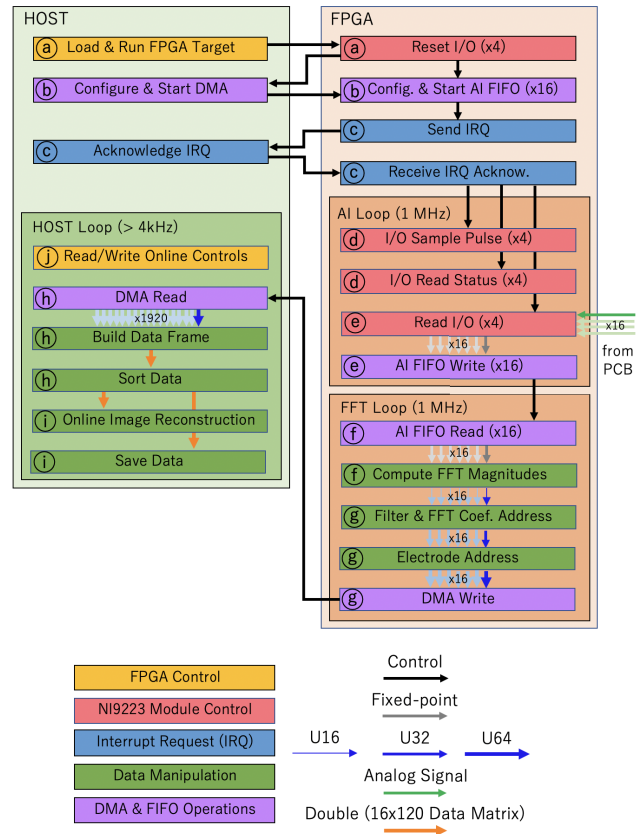 HOST
a Load & Run FPGA Target
b Configure & Start DMA
c Acknowledge IRQ
HOST Loop (> 4kHz)
j Read/Write Online Controls
h DMA Read
x1920
h Build Data Frame
h Sort Data
i Online Image Reconstruction
i Save Data
FPGA
a Reset I/O (x4)
b Config. & Start AI FIFO (x16)
c Send IRQ
c Receive IRQ Acknow.
AI Loop (1 MHz)
d I/O Sample Pulse (x4)
d I/O Read Status (x4)
e Read I/O (x4)
x16
from
PCB
x16
e AI FIFO Write (x16)
FFT Loop (1 MHz)
f AI FIFO Read (x16)
x16
f Compute FFT Magnitudes
x16
g Filter & FFT Coef. Address
x16
g Electrode Address
x16
g DMA Write
FPGA Control
NI9223 Module Control
Interrupt Request (IRQ)
Data Manipulation
DMA & FIFO Operations
Control
Fixed-point
U16
U32
U64
Analog Signal
Double (16x120 Data Matrix)